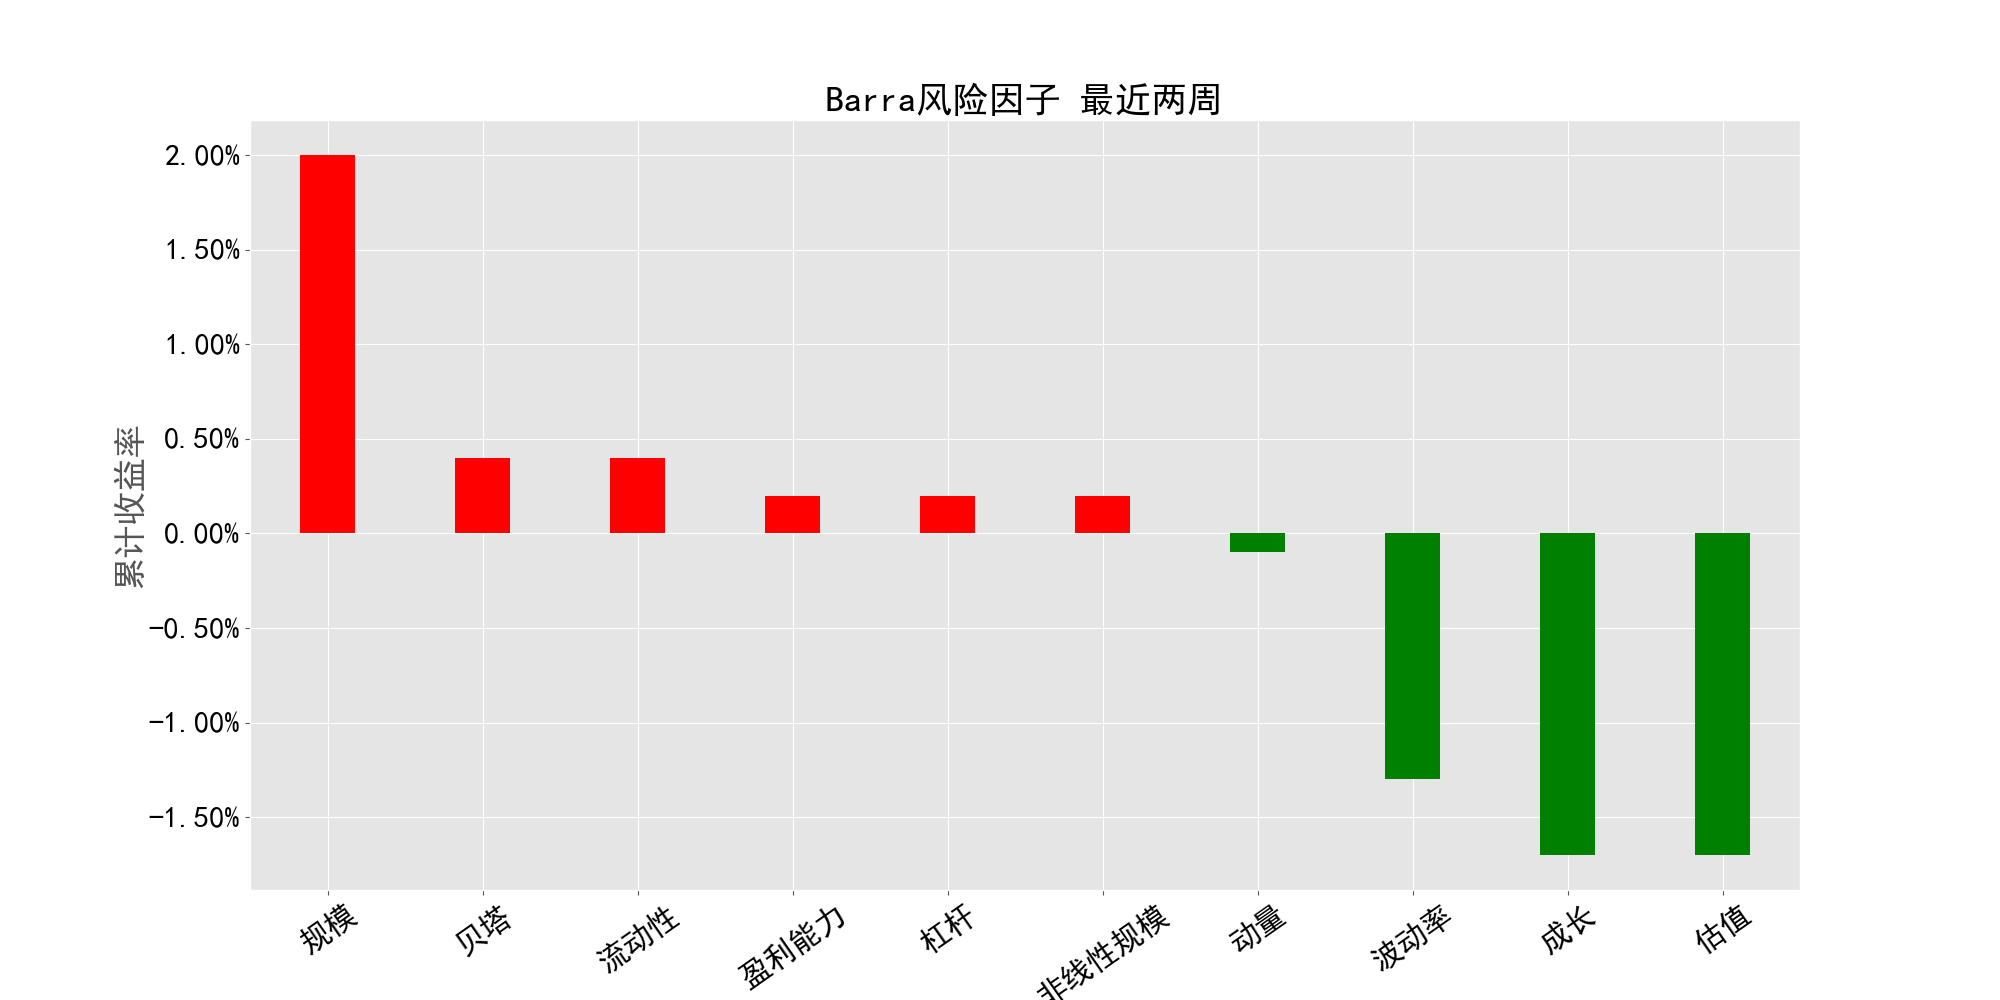 Barra风险因子 最近两周
累计收益率
2.00%
1.50%
1.00%
0.50%
0.00%
−0.50%
−1.00%
−1.50%
规模
贝塔
流动性
盈利能力
杠杆
非线性规模
动量
波动率
成长
估值